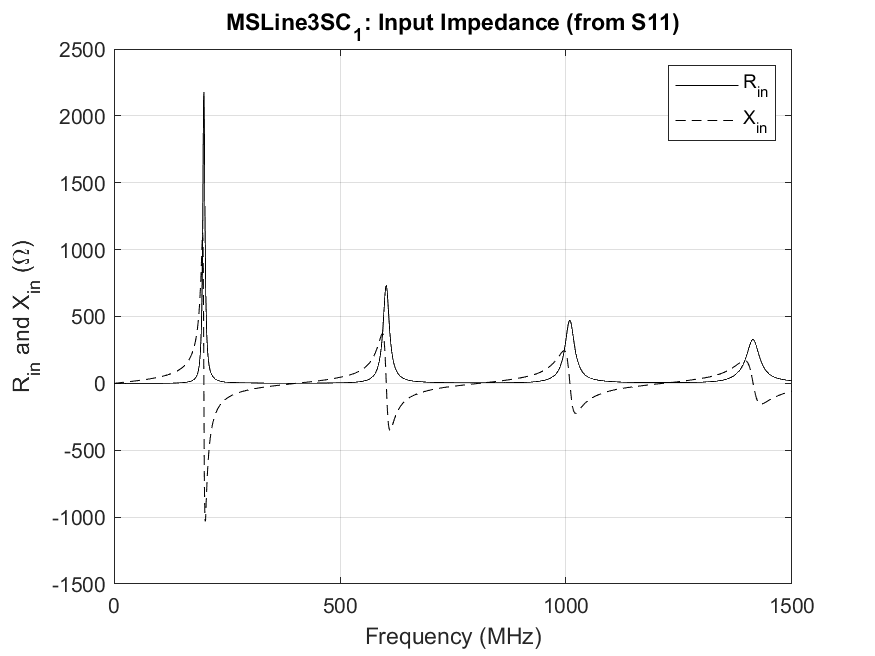 MSLine3SC1: Input Impedance (from S11)
2500
2000
1500
1000
500
0
-500
-1000
-1500
Rin and Xin (Ω)
Rin
Xin
0 500 1000 1500
Frequency (MHz)